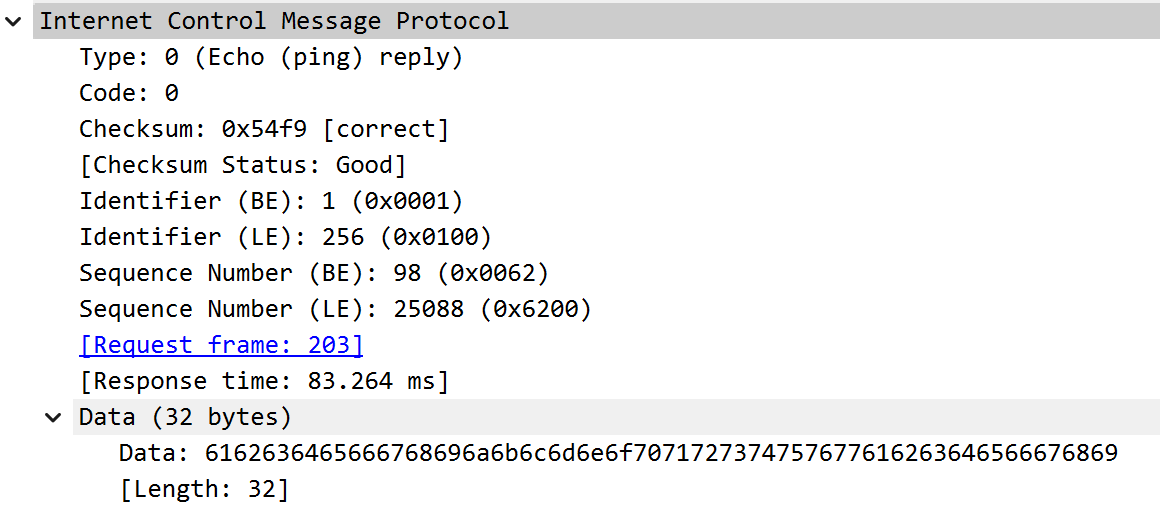 Internet Control Message Protocol
Type: 0 (Echo (ping) reply)
Code: 0
Checksum: 0x54f9 [correct]
[Checksum Status: Good]
Identifier (BE): 1 (0x0001)
Identifier (LE): 256 (0x0100)
Sequence Number (BE): 98 (0x0062)
Sequence Number (LE): 25088 (0x6200)
[Request frame: 203]
[Response time: 83.264 ms]
Data (32 bytes)
Data: 6162636465666768696a6b6c6d6e6f7071727374757677616263646566676869
[Length: 32]